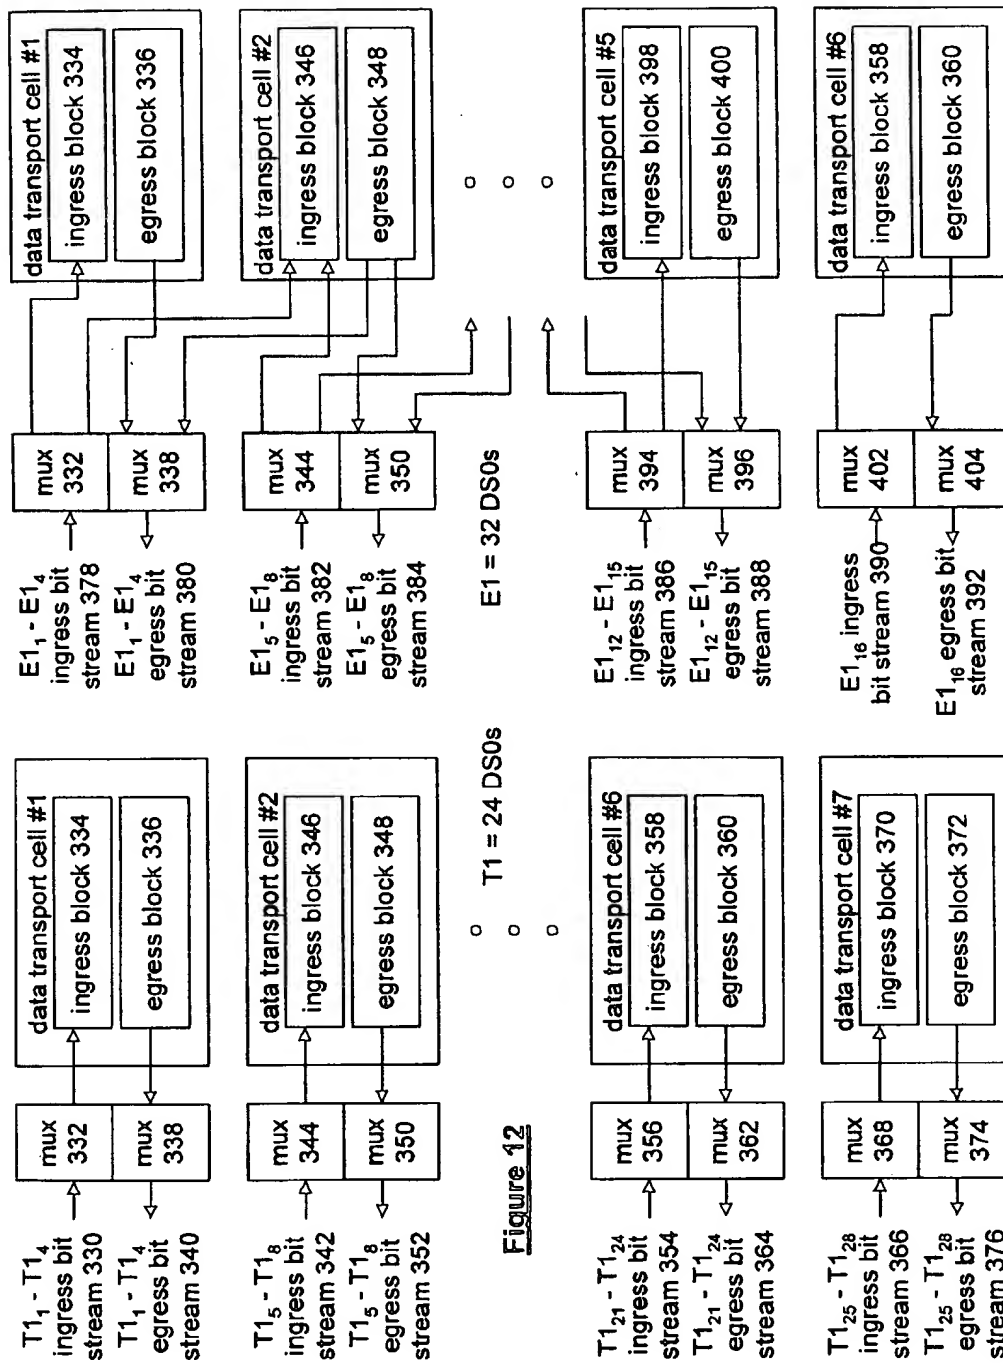 T1₁ - T1₄
ingress bit
stream 330
T1₁ - T1₄
egress bit
stream 340
mux
332
mux
338
data transport cell #1
ingress block 334
egress block 336
T1₅ - T1₈
ingress bit
stream 342
T1₅ - T1₈
egress bit
stream 352
mux
344
mux
350
data transport cell #2
ingress block 346
egress block 348
T1 = 24 DS0s
T1₂₁ - T1₂₄
ingress bit
stream 354
T1₂₁ - T1₂₄
egress bit
stream 364
mux
356
mux
362
data transport cell #6
ingress block 358
egress block 360
T1₂₅ - T1₂₈
ingress bit
stream 366
T1₂₅ - T1₂₈
egress bit
stream 376
mux
368
mux
374
data transport cell #7
ingress block 370
egress block 372
E1₁ - E1₄
ingress bit
stream 378
E1₁ - E1₄
egress bit
stream 380
mux
332
mux
338
data transport cell #1
ingress block 334
egress block 336
E1₅ - E1₈
ingress bit
stream 382
E1₅ - E1₈
egress bit
stream 384
mux
344
mux
350
data transport cell #2
ingress block 346
egress block 348
E1 = 32 DS0s
E1₁₂ - E1₁₅
ingress bit
stream 386
E1₁₂ - E1₁₅
egress bit
stream 388
mux
394
mux
396
data transport cell #5
ingress block 398
egress block 400
E1₁₆ ingress
bit stream 390
E1₁₆ egress bit
stream 392
mux
402
mux
404
data transport cell #6
ingress block 358
egress block 360
Figure 12